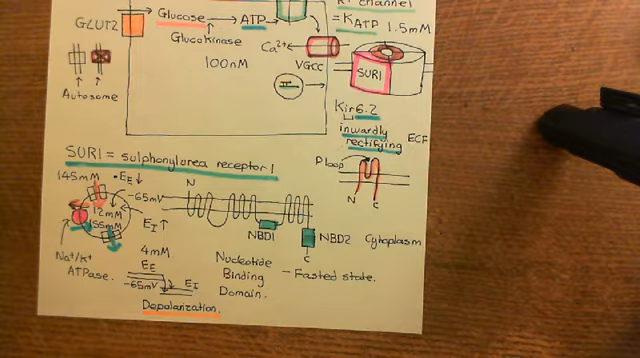 K+ channel
= KATP
1.5mM
GLUT2
Glucose
ATP
Glucokinase
Ca2+
VGCC
100nM
SUR1
Autosome
Kir6.2
inwardly
rectifying
ECF
SUR1 = sulphonylurea receptor 1
P loop
145mM
• EE ↓
-65mV
N
12mM
155mM
EI ↑
N
C
NBD1
NBD2
Cytoplasm
C
Na+/K+
ATPase.
4mM
EE
-65mV
EI
Nucleotide
Binding
Domain.
- Fasted state.
Depolarization.